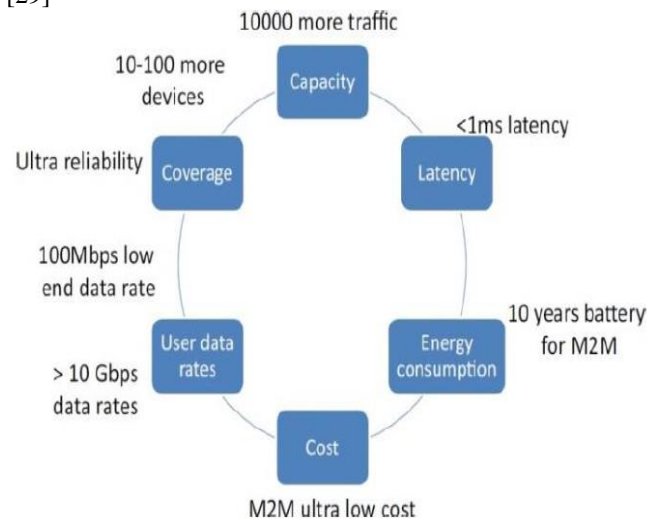 [29]
10000 more traffic
10-100 more
devices
Capacity
<1ms latency
Ultra reliability
Coverage
Latency
100Mbps low
end data rate
10 years battery
for M2M
User data
rates
Energy
consumption
> 10 Gbps
data rates
Cost
M2M ultra low cost